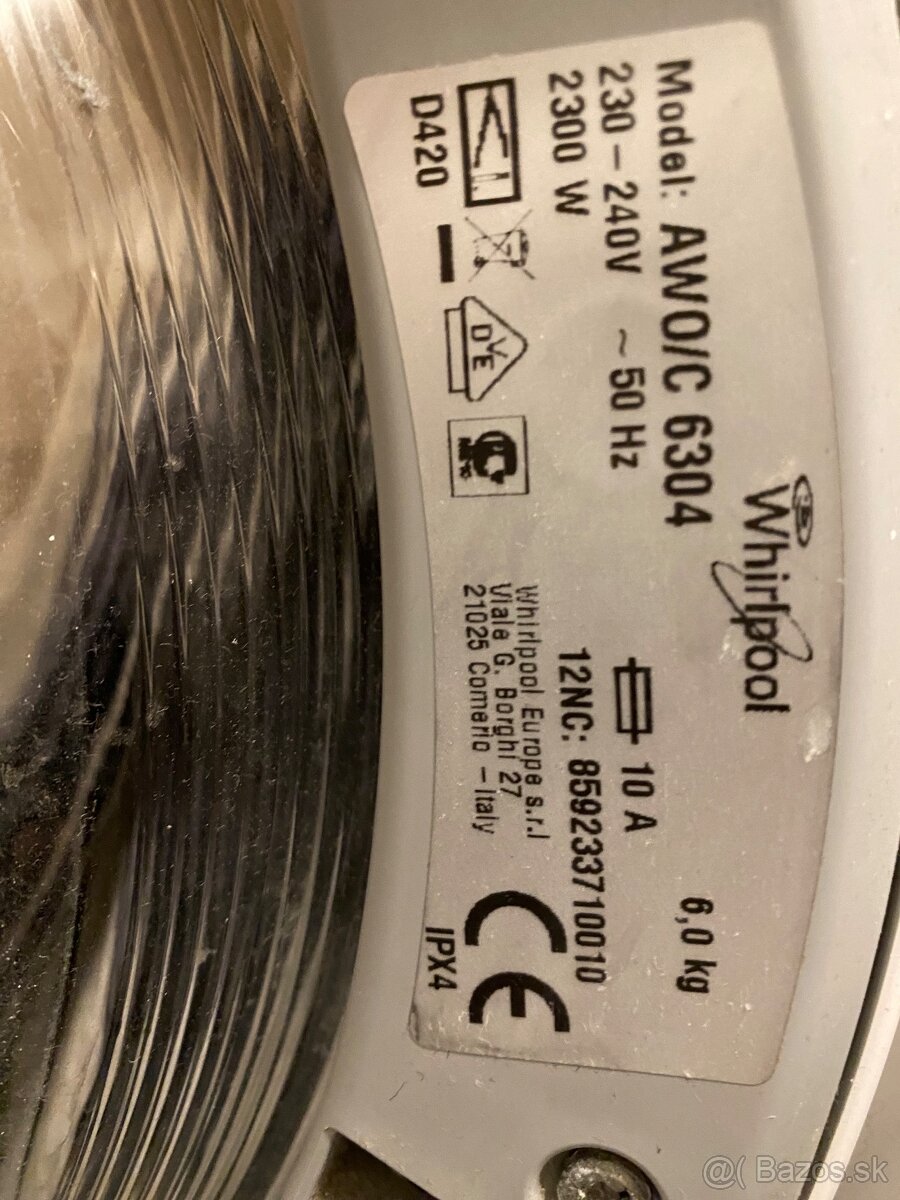 Whirlpool
Model: AWO/C 6304
6,0 kg
230-240V ~50 Hz
10 A
2300 W
12NC: 859233710010
DVE
Whirlpool Europe s.r.l
Viale G. Borghi 27
21025 Comerio - Italy
D420
IPX4
CE
@( Bazos.sk